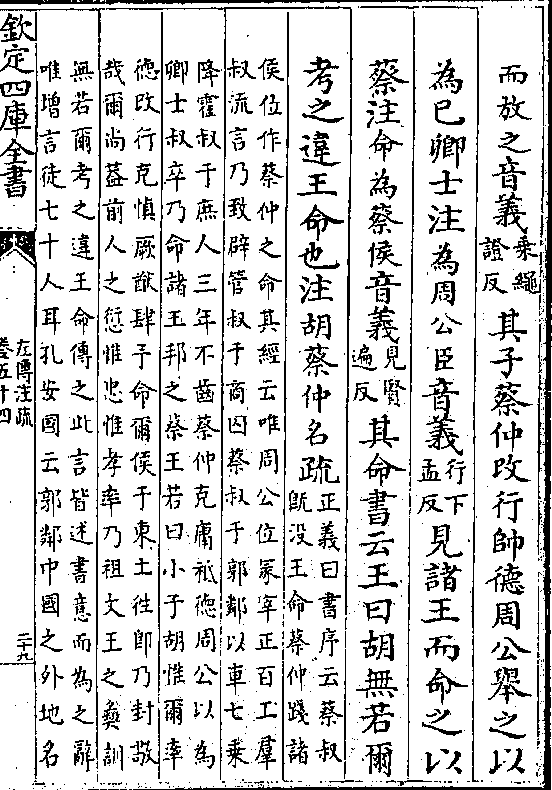 而放之音義乘繩證反其子蔡仲改行帥德周公舉之以
為已卿士注為周公臣音義行下孟反見諸王而命之以
蔡注命為蔡侯音義見賢遍反其命書云王曰胡無若爾
考之違王命也注胡蔡仲名疏正義曰書序云蔡叔既没王命蔡仲踐諸
侯位作蔡仲之命其經云唯周公位冡宰正百工羣
叔流言乃致辟管叔于商囚蔡叔于郭鄰以車七乗
降霍叔于庶人三年不齒蔡仲克庸祗德周公以為
卿士叔卒乃命諸王邦之蔡王若曰小子胡惟爾率
德改行克慎厥猷肆予命爾侯于東土徃即乃封敬
哉爾尚葢前人之愆惟忠惟孝率乃祖文王之彜訓
無若爾考之違王命傳之此言皆述書意而為之辭
唯增言徒七十人耳孔安國云郭鄰中國之外地名
欽定四庫全書
左傳注疏
卷五十四
二十九